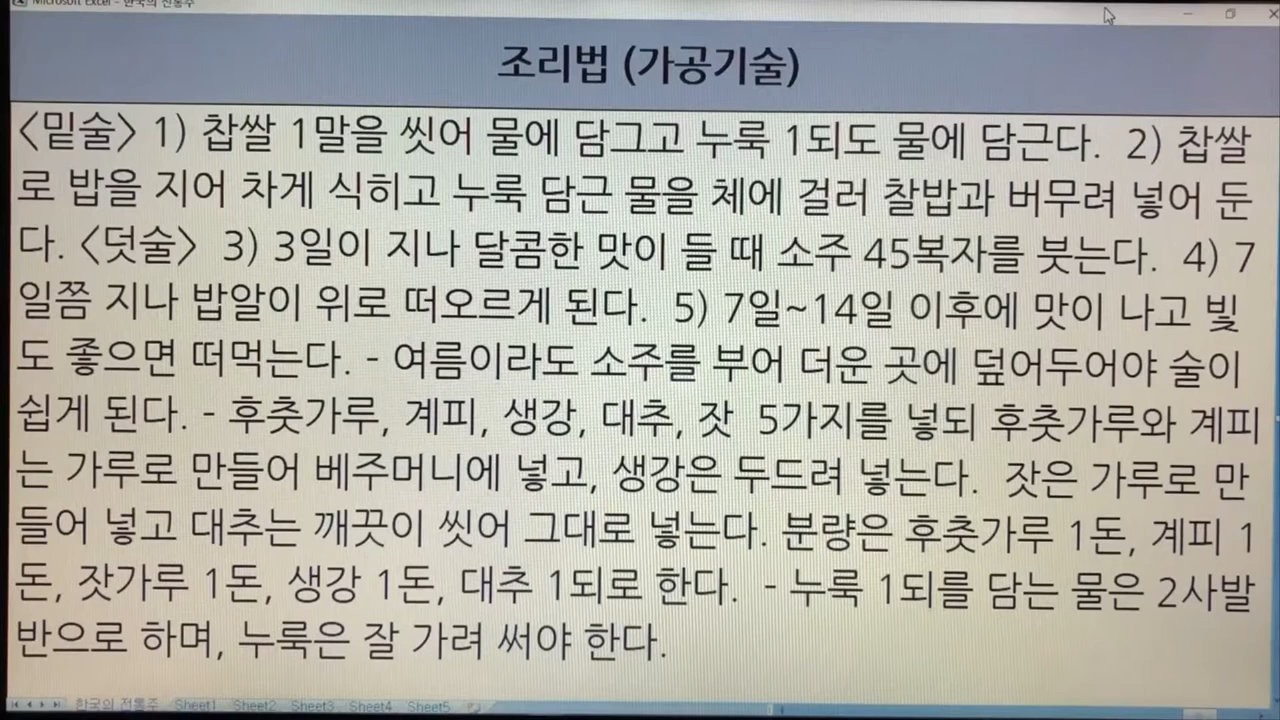 Microsoft Excel - 한국의 전통주
조리법 (가공기술)
<밑술> 1) 찹쌀 1말을 씻어 물에 담그고 누룩 1되도 물에 담근다. 2) 찹쌀
로 밥을 지어 차게 식히고 누룩 담근 물을 체에 걸러 찰밥과 버무려 넣어 둔
다. <덧술> 3) 3일이 지나 달콤한 맛이 들 때 소주 45복자를 붓는다. 4) 7
일쯤 지나 밥알이 위로 떠오르게 된다. 5) 7일~14일 이후에 맛이 나고 빛
도 좋으면 떠먹는다. - 여름이라도 소주를 부어 더운 곳에 덮어두어야 술이
쉽게 된다. - 후춧가루, 계피, 생강, 대추, 잣 5가지를 넣되 후춧가루와 계피
는 가루로 만들어 베주머니에 넣고, 생강은 두드려 넣는다. 잣은 가루로 만
들어 넣고 대추는 깨끗이 씻어 그대로 넣는다. 분량은 후춧가루 1돈, 계피 1
돈, 잣가루 1돈, 생강 1돈, 대추 1되로 한다. - 누룩 1되를 담는 물은 2사발
반으로 하며, 누룩은 잘 가려 써야 한다.
한국의 전통주 Sheet1 Sheet2 Sheet3 Sheet4 Sheet5